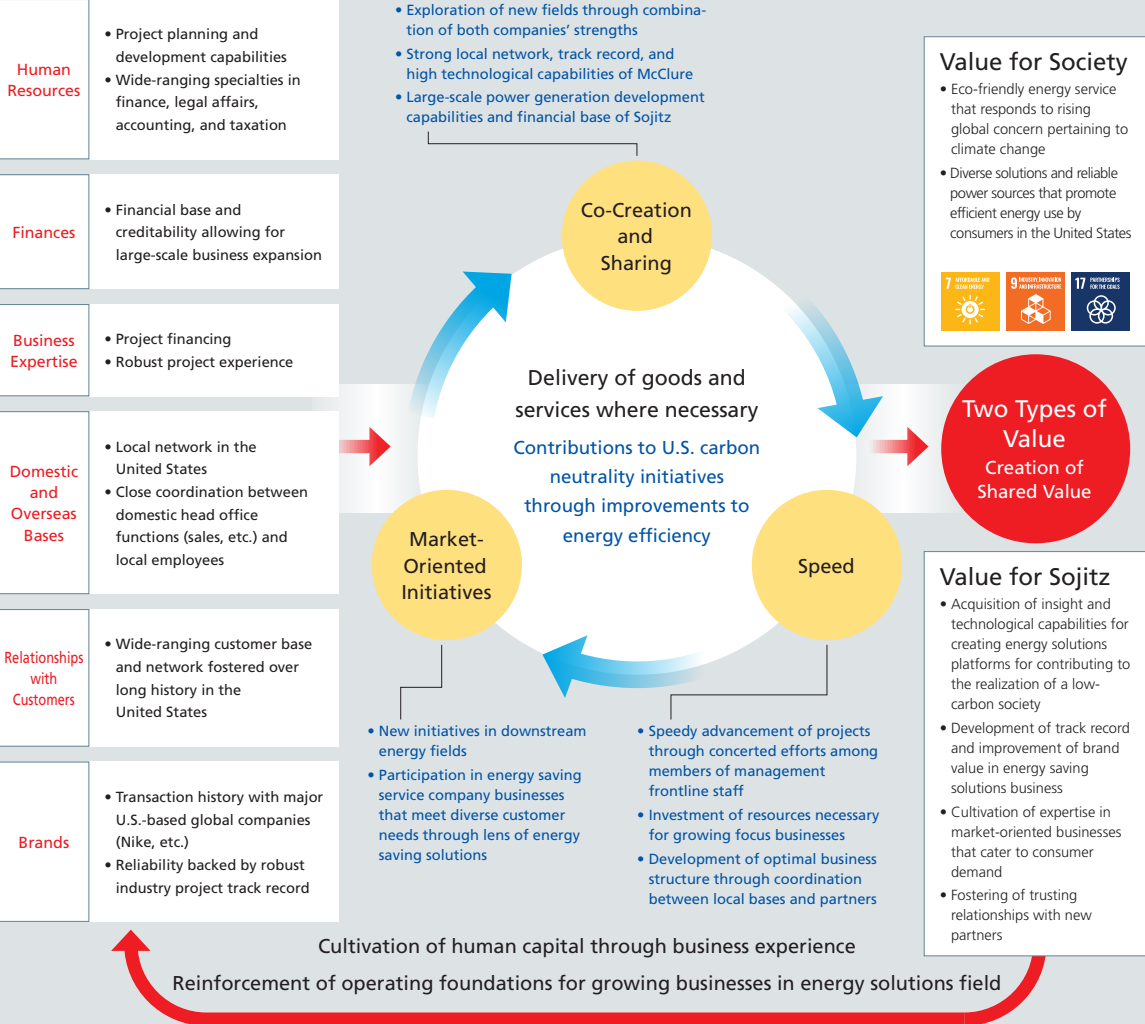 Human
Resources
• Project planning and
development capabilities
• Wide-ranging specialties in
finance, legal affairs,
accounting, and taxation
Finances
• Financial base and
creditability allowing for
large-scale business expansion
Business
Expertise
• Project financing
• Robust project experience
Domestic
and
Overseas
Bases
• Local network in the
United States
• Close coordination between
domestic head office
functions (sales, etc.) and
local employees
Relationships
with
Customers
• Wide-ranging customer base
and network fostered over
long history in the
United States
Brands
• Transaction history with major
U.S.-based global companies
(Nike, etc.)
• Reliability backed by robust
industry project track record
• Exploration of new fields through combina-
tion of both companies’ strengths
• Strong local network, track record, and
high technological capabilities of McClure
• Large-scale power generation development
capabilities and financial base of Sojitz
Co-Creation
and
Sharing
Delivery of goods and
services where necessary
Contributions to U.S. carbon
neutrality initiatives
through improvements to
energy efficiency
Market-
Oriented
Initiatives
Speed
• New initiatives in downstream
energy fields
• Participation in energy saving
service company businesses
that meet diverse customer
needs through lens of energy
saving solutions
• Speedy advancement of projects
through concerted efforts among
members of management
frontline staff
• Investment of resources necessary
for growing focus businesses
• Development of optimal business
structure through coordination
between local bases and partners
Value for Society
• Eco-friendly energy service
that responds to rising
global concern pertaining to
climate change
• Diverse solutions and reliable
power sources that promote
efficient energy use by
consumers in the United States
7 AFFORDABLE AND
CLEAN ENERGY
9 INDUSTRY, INNOVATION
AND INFRASTRUCTURE
17 PARTNERSHIPS
FOR THE GOALS
Two Types of
Value
Creation of
Shared Value
Value for Sojitz
• Acquisition of insight and
technological capabilities for
creating energy solutions
platforms for contributing to
the realization of a low-
carbon society
• Development of track record
and improvement of brand
value in energy saving
solutions business
• Cultivation of expertise in
market-oriented businesses
that cater to consumer
demand
• Fostering of trusting
relationships with new
partners
Cultivation of human capital through business experience
Reinforcement of operating foundations for growing businesses in energy solutions field